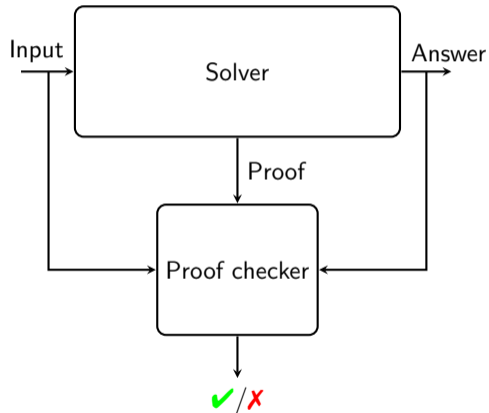 Input
Answer
Solver
Proof
Proof checker
✔/✗